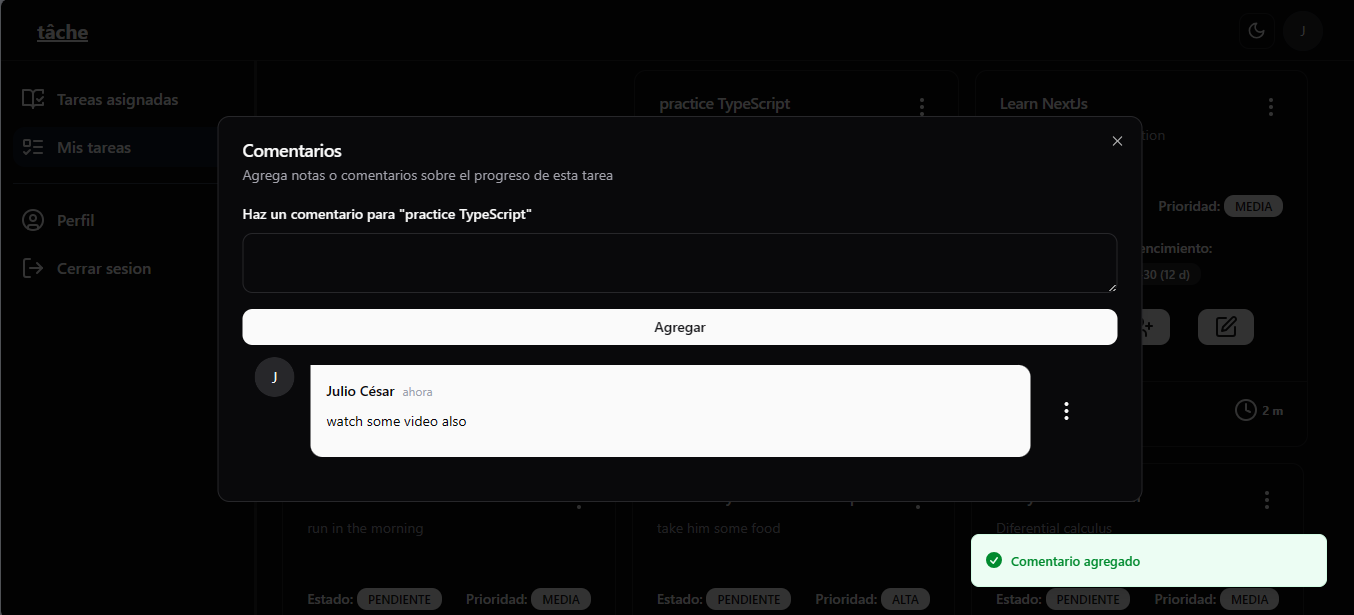 tâche
J
Tareas asignadas
Mis tareas
Perfil
Cerrar sesion
practice TypeScript
Learn NextJs
Prioridad: MEDIA
30 (12 d)
2 m
Comentarios
Agrega notas o comentarios sobre el progreso de esta tarea
Haz un comentario para "practice TypeScript"
Agregar
J
Julio César ahora
watch some video also
run in the morning
take him some food
Diferential calculus
Estado: PENDIENTE Prioridad: MEDIA
Estado: PENDIENTE Prioridad: ALTA
Estado: PENDIENTE Prioridad: MEDIA
Comentario agregado